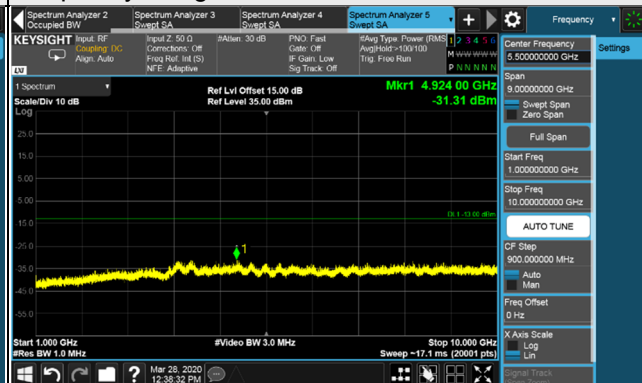 Spectrum Analyzer 2
Occupied BW
Spectrum Analyzer 3
Swept SA
Spectrum Analyzer 4
Swept SA
Spectrum Analyzer 5
Swept SA
Frequency
KEYSIGHT
Input: RF
Coupling: DC
Align: Auto
Input Z: 50 Ω
Corrections: Off
Freq Ref: Int (S)
NFE: Adaptive
#Atten: 30 dB
PNO: Fast
Gate: Off
IF Gain: Low
Sig Track: Off
#Avg Type: Power (RMS
Avg|Hold:>100/100
Trig: Free Run
1 2 3 4 5 6
M W W W W W
P N N N N N
LXI
1 Spectrum
Scale/Div 10 dB
Log
Ref Lvl Offset 15.00 dB
Ref Level 35.00 dBm
Mkr1 4.924 00 GHz
-31.31 dBm
25.0
15.0
5.00
-5.00
-15.0
-25.0
-35.0
-45.0
-55.0
DL1 -13.00 dBm
1
Start 1.000 GHz
#Res BW 1.0 MHz
#Video BW 3.0 MHz
Stop 10.000 GHz
Sweep ~17.1 ms (20001 pts)
Mar 28, 2020
12:38:32 PM
Center Frequency
5.500000000 GHz
Span
9.00000000 GHz
Swept Span
Zero Span
Full Span
Start Freq
1.000000000 GHz
Stop Freq
10.000000000 GHz
AUTO TUNE
CF Step
900.000000 MHz
Auto
Man
Freq Offset
0 Hz
X Axis Scale
Log
Lin
Signal Track
Settings